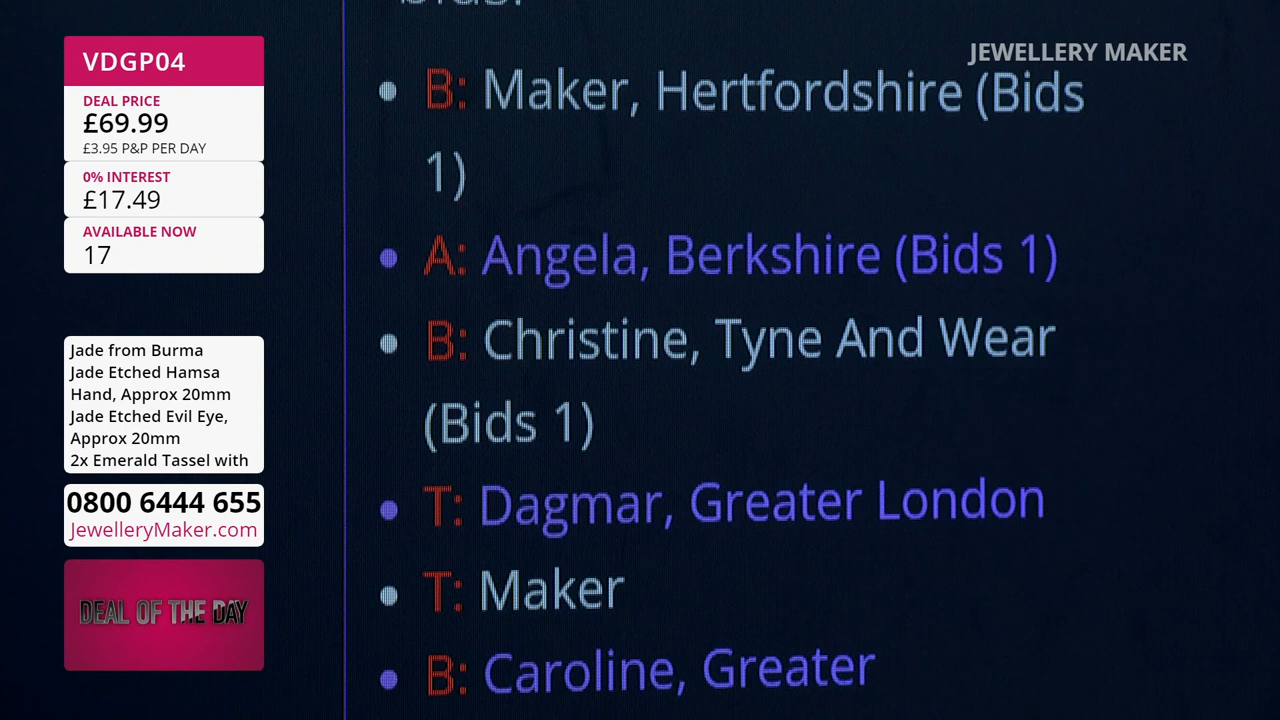 VDGP04
DEAL PRICE
£69.99
£3.95 P&P PER DAY
0% INTEREST
£17.49
AVAILABLE NOW
17
Jade from Burma
Jade Etched Hamsa
Hand, Approx 20mm
Jade Etched Evil Eye,
Approx 20mm
2x Emerald Tassel with
0800 6444 655
JewelleryMaker.com
DEAL OF THE DAY
JEWELLERY MAKER
• B: Maker, Hertfordshire (Bids
1)
• A: Angela, Berkshire (Bids 1)
• B: Christine, Tyne And Wear
(Bids 1)
• T: Dagmar, Greater London
• T: Maker
• B: Caroline, Greater